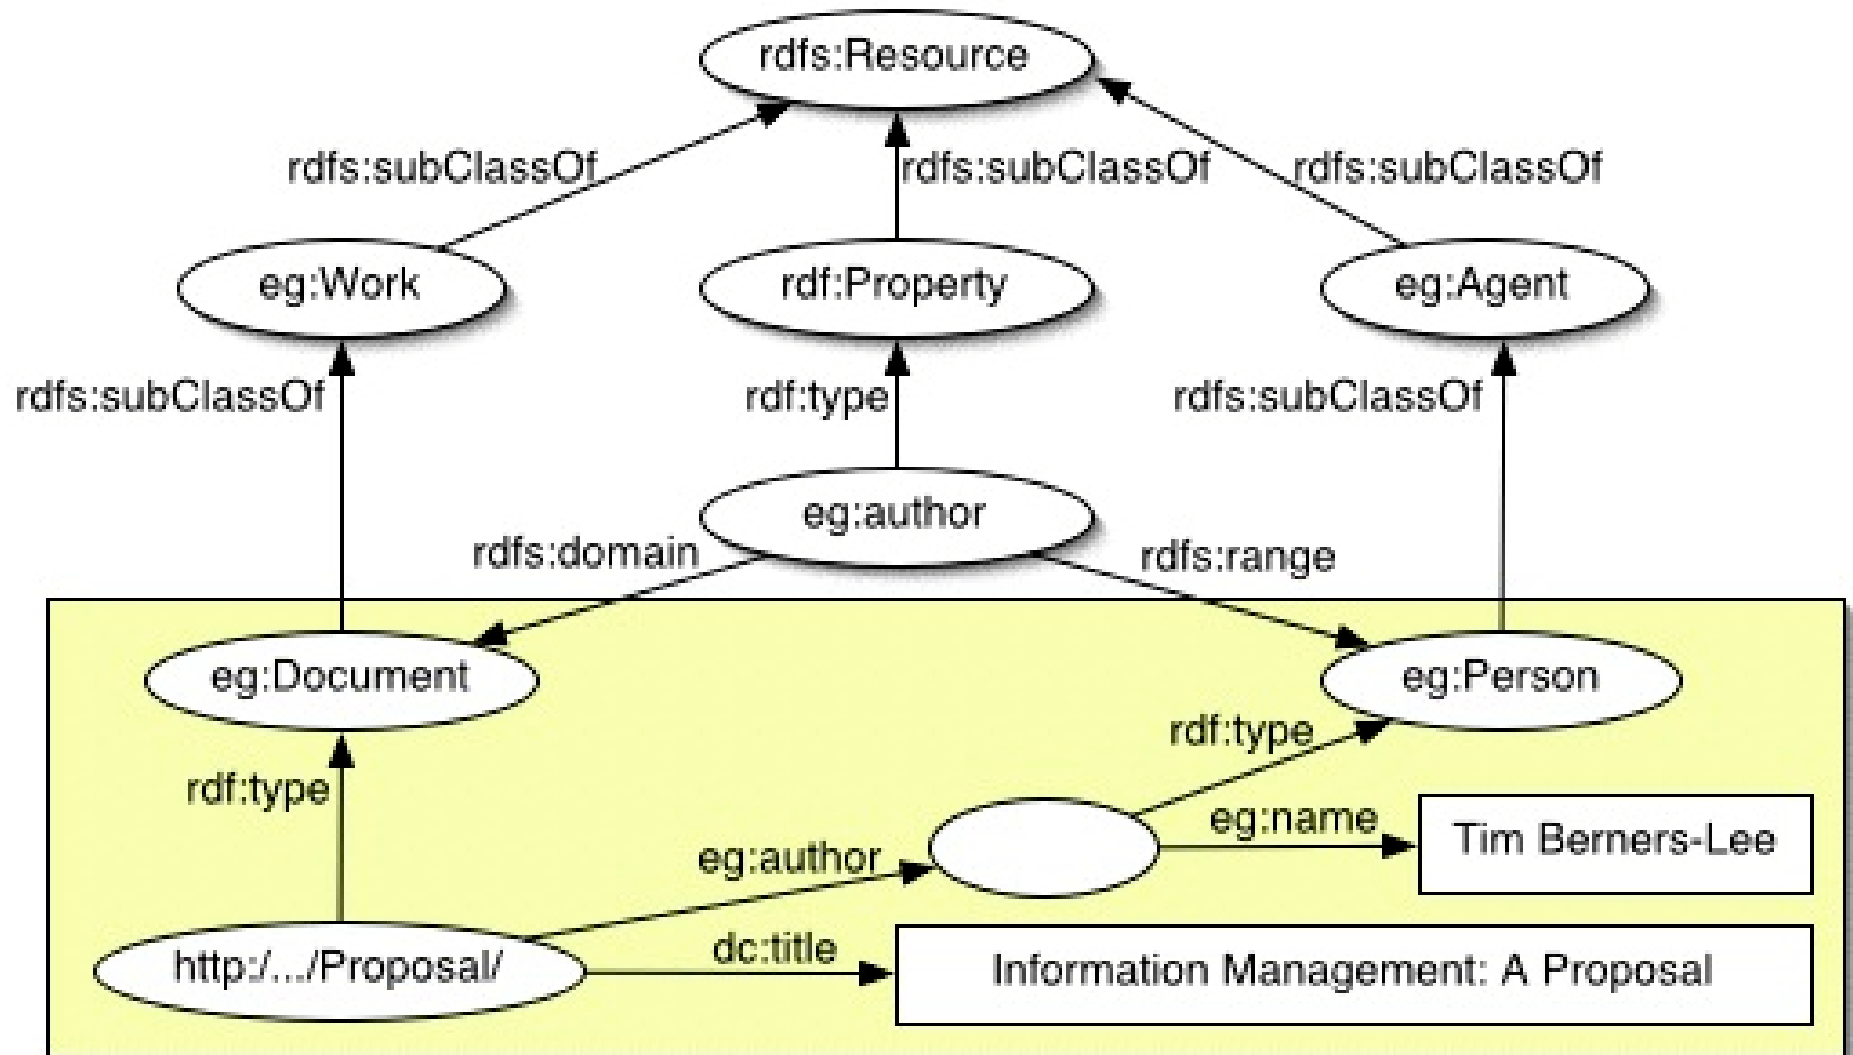 rdfs:Resource
rdfs:subClassOf rdfs:subClassOf rdfs:subClassOf
eg:Work rdf:Property eg:Agent
rdfs:subClassOf rdf:type rdfs:subClassOf
eg:author
rdfs:domain rdfs:range
eg:Document eg:Person
rdf:type
rdf:type
eg:name
Tim Berners-Lee
eg:author
dc:title
http:/.../Proposal/ Information Management: A Proposal